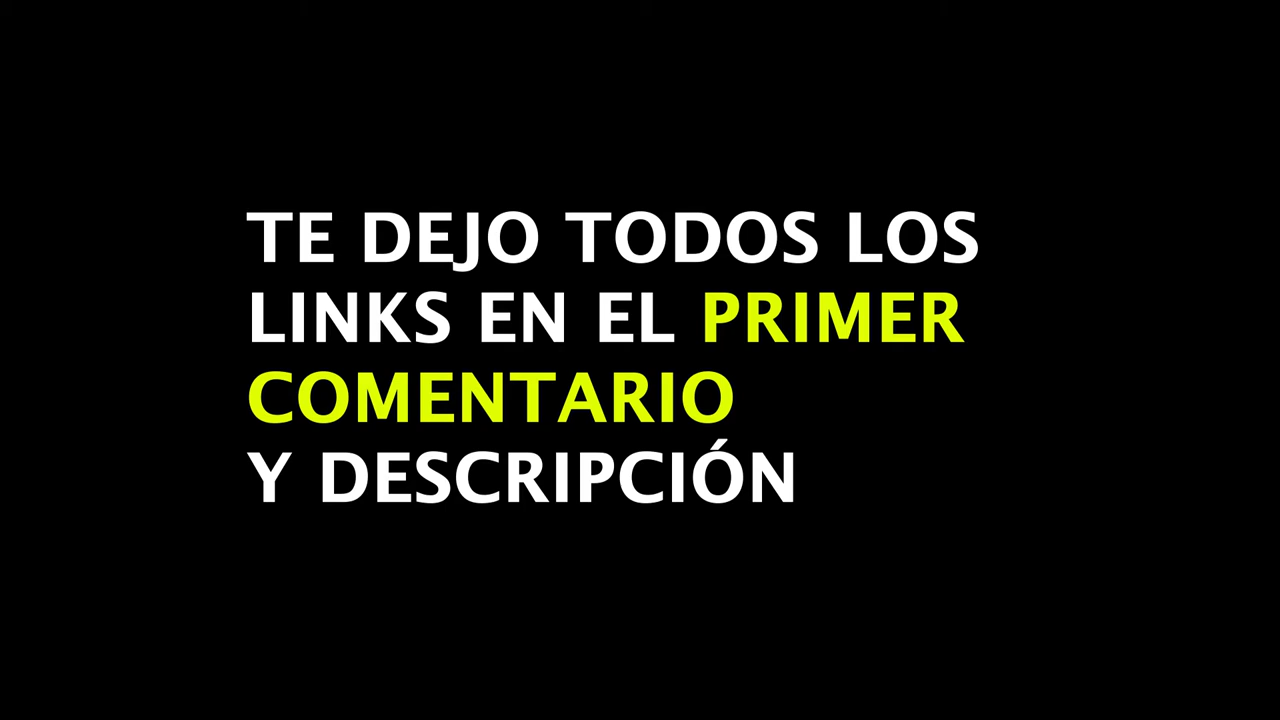 TE DEJO TODOS LOS
LINKS EN EL PRIMER
COMENTARIO
Y DESCRIPCIÓN